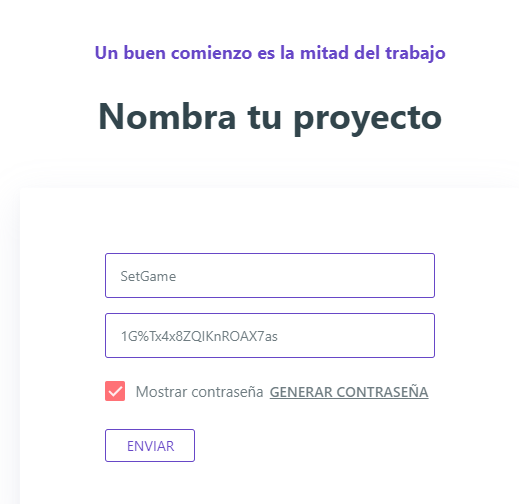 Un buen comienzo es la mitad del trabajo
Nombra tu proyecto
SetGame
1G%Tx4x8ZQIKnROAX7as
Mostrar contraseña GENERAR CONTRASEÑA
ENVIAR